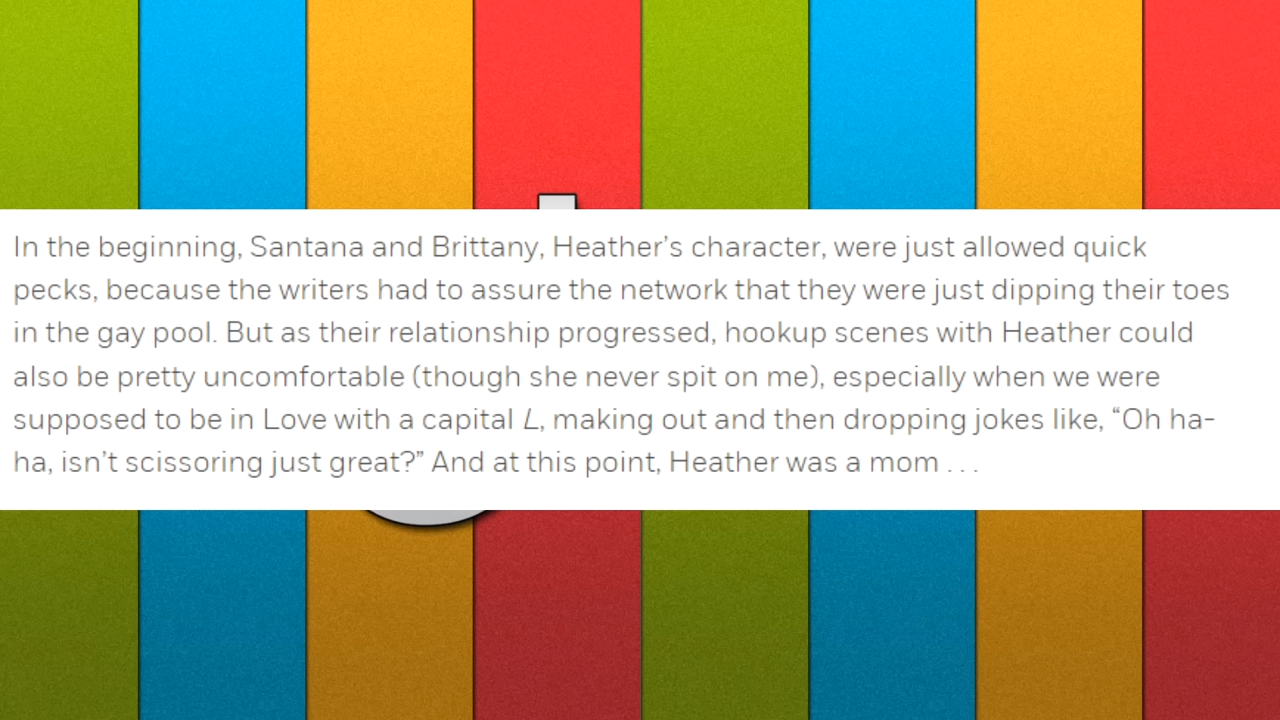 In the beginning, Santana and Brittany, Heather’s character, were just allowed quick
pecks, because the writers had to assure the network that they were just dipping their toes
in the gay pool. But as their relationship progressed, hookup scenes with Heather could
also be pretty uncomfortable (though she never spit on me), especially when we were
supposed to be in Love with a capital L, making out and then dropping jokes like, “Oh ha-
ha, isn’t scissoring just great?” And at this point, Heather was a mom . . .